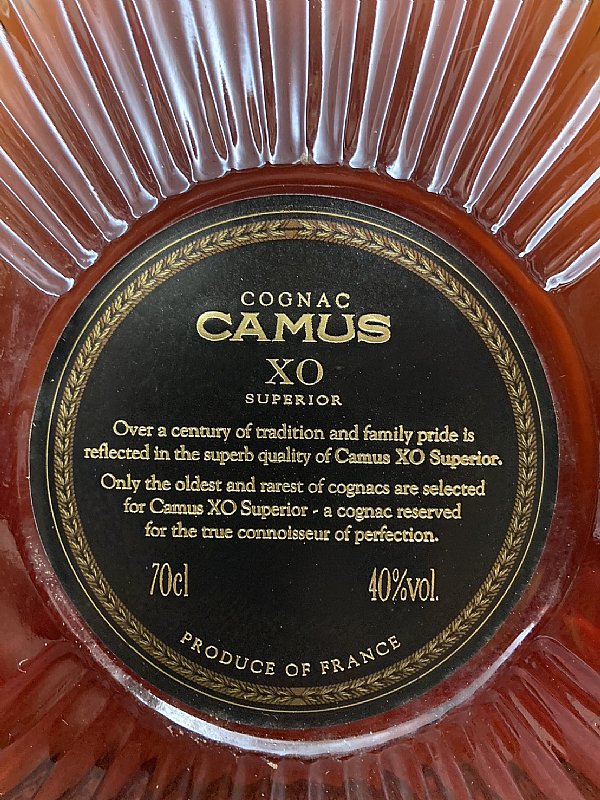 COGNAC
CAMUS
XO
SUPERIOR
Over a century of tradition and family pride is
reflected in the superb quality of Camus XO Superior.
Only the oldest and rarest of cognacs are selected
for Camus XO Superior - a cognac reserved
for the true connoisseur of perfection.
70cl 40%vol.
PRODUCE OF FRANCE